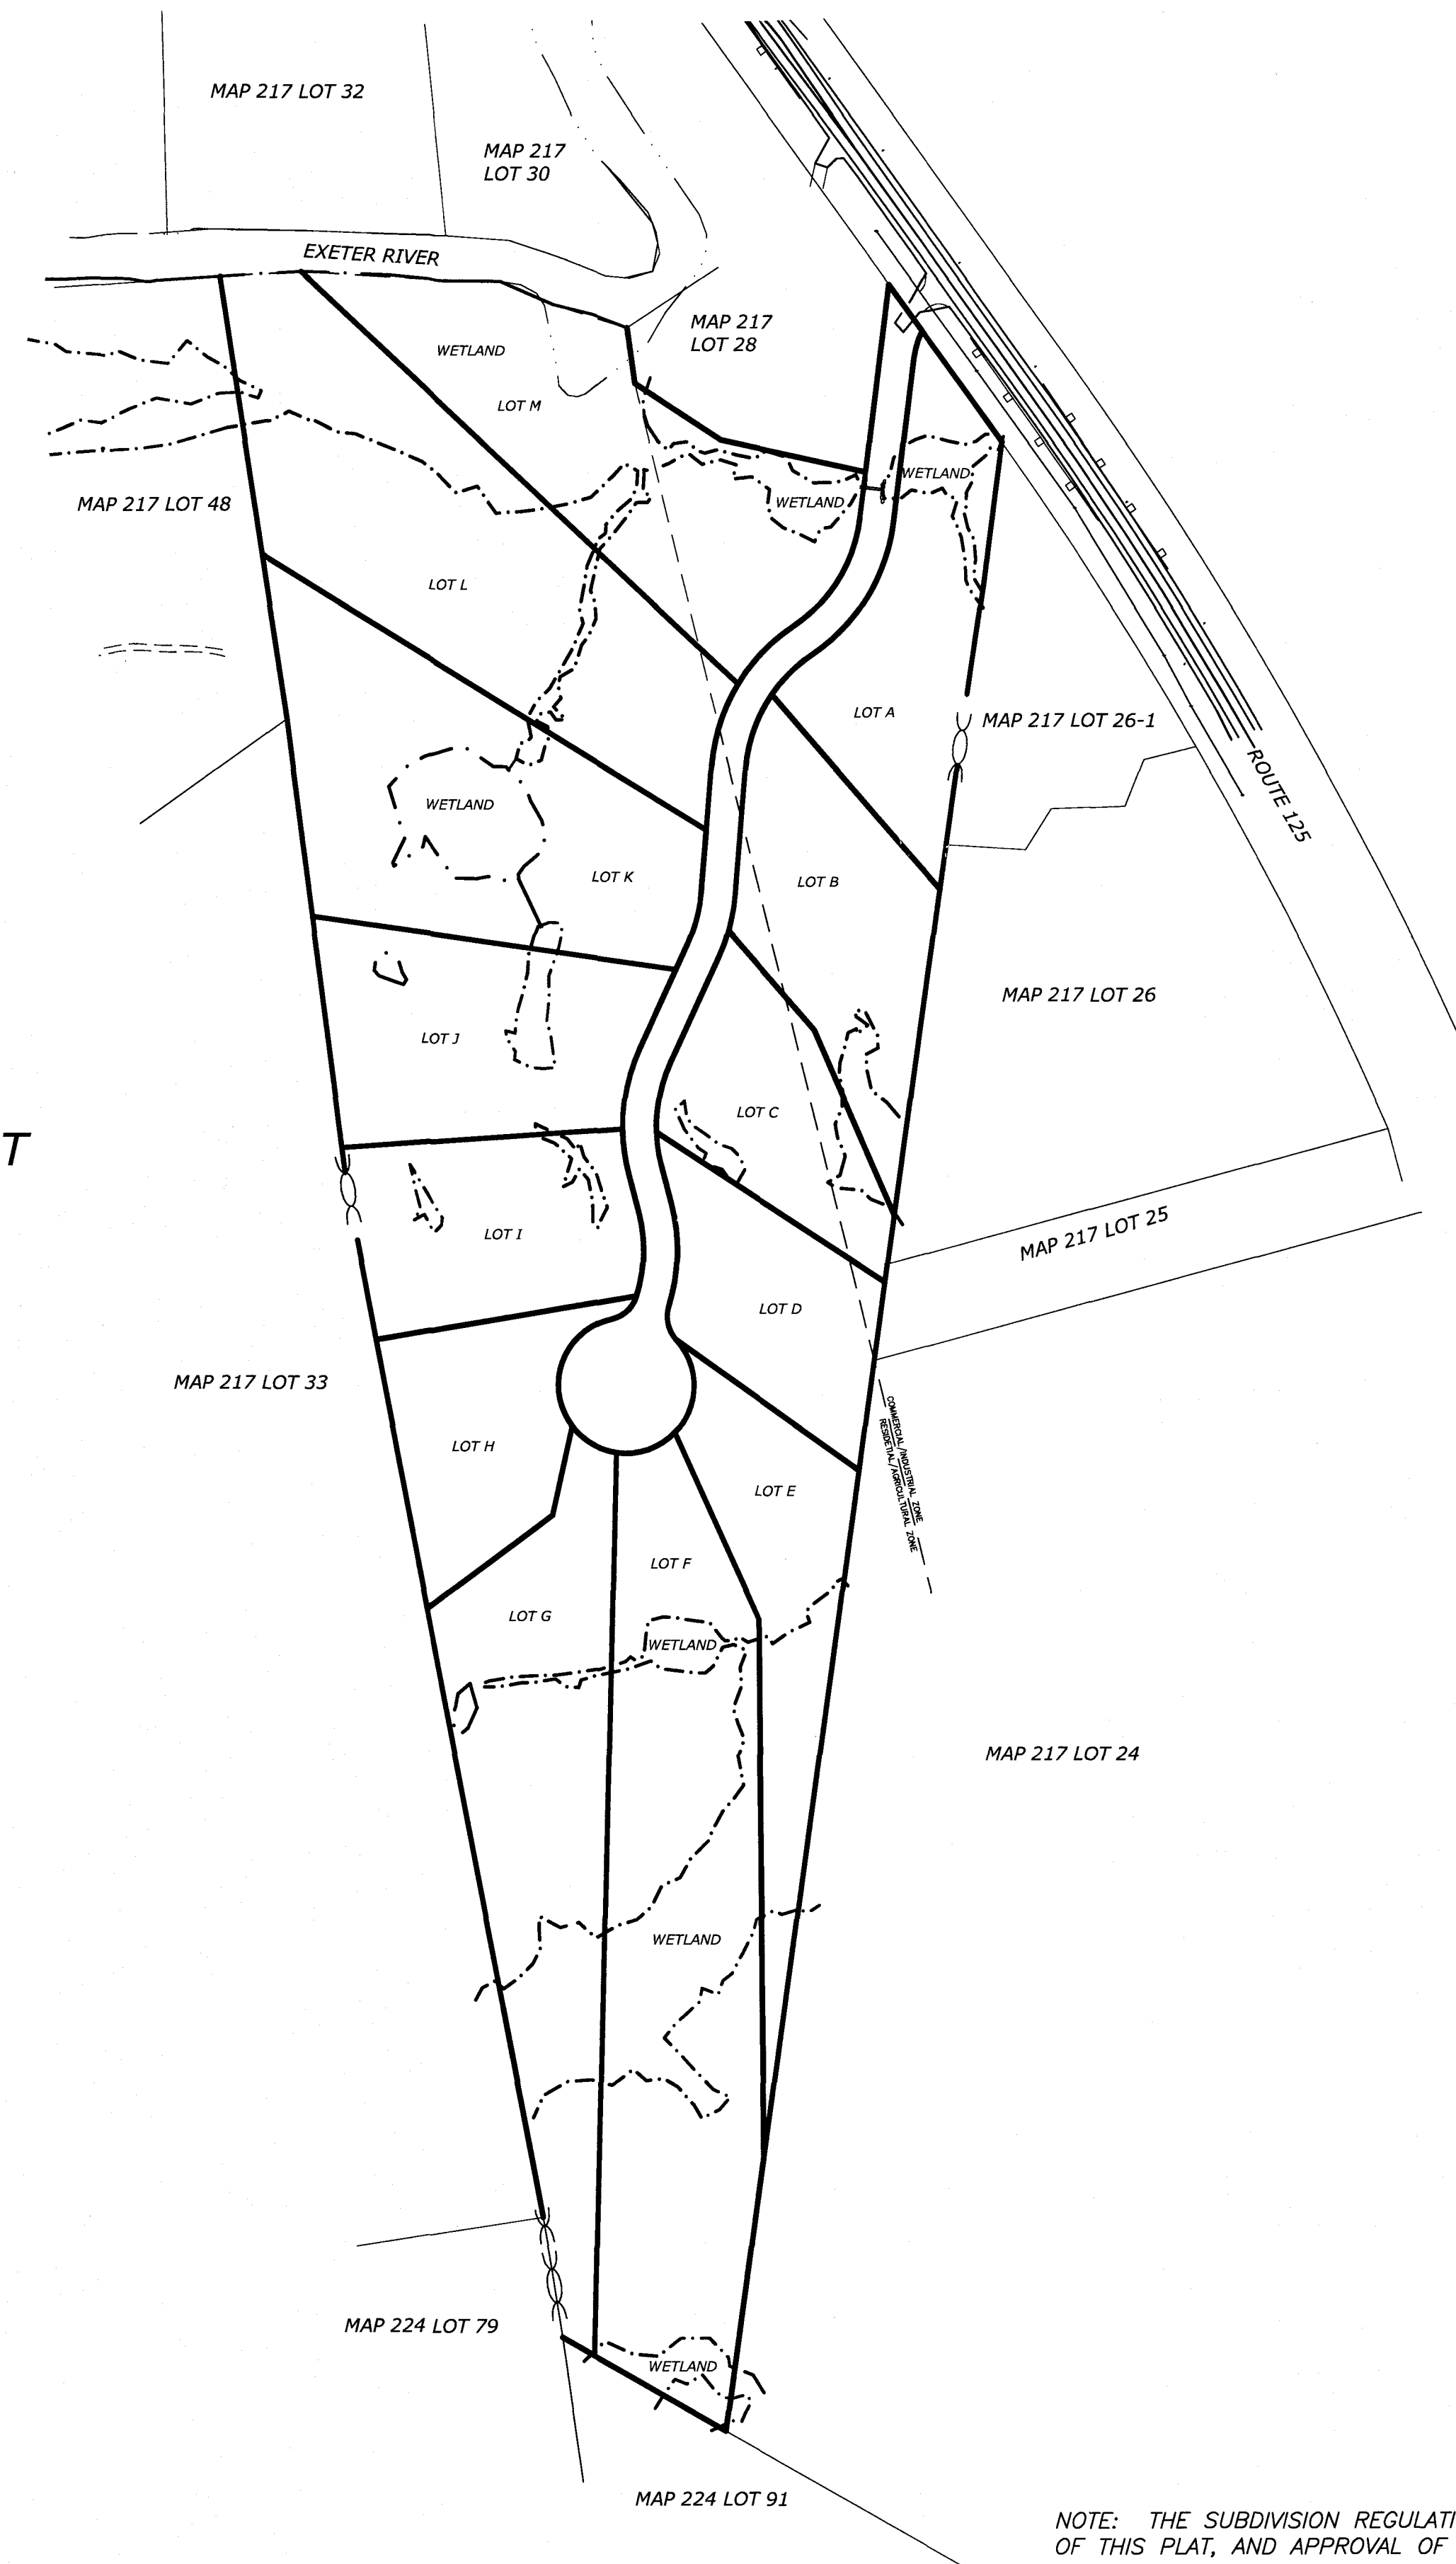 MAP 217 LOT 32
MAP 217
LOT 30
EXETER RIVER
MAP 217
LOT 28
WETLAND
LOT M
WETLAND
WETLAND
MAP 217 LOT 48
LOT L
LOT A
MAP 217 LOT 26-1
ROUTE 125
WETLAND
LOT K
LOT B
MAP 217 LOT 26
LOT J
LOT C
T
LOT I
MAP 217 LOT 25
LOT D
MAP 217 LOT 33
COMMERCIAL/INDUSTRIAL ZONE
RESIDETIAL/AGRICULTURAL ZONE
LOT H
LOT E
LOT F
LOT G
WETLAND
MAP 217 LOT 24
WETLAND
MAP 224 LOT 79
WETLAND
MAP 224 LOT 91
NOTE: THE SUBDIVISION REGULATI
OF THIS PLAT, AND APPROVAL OF